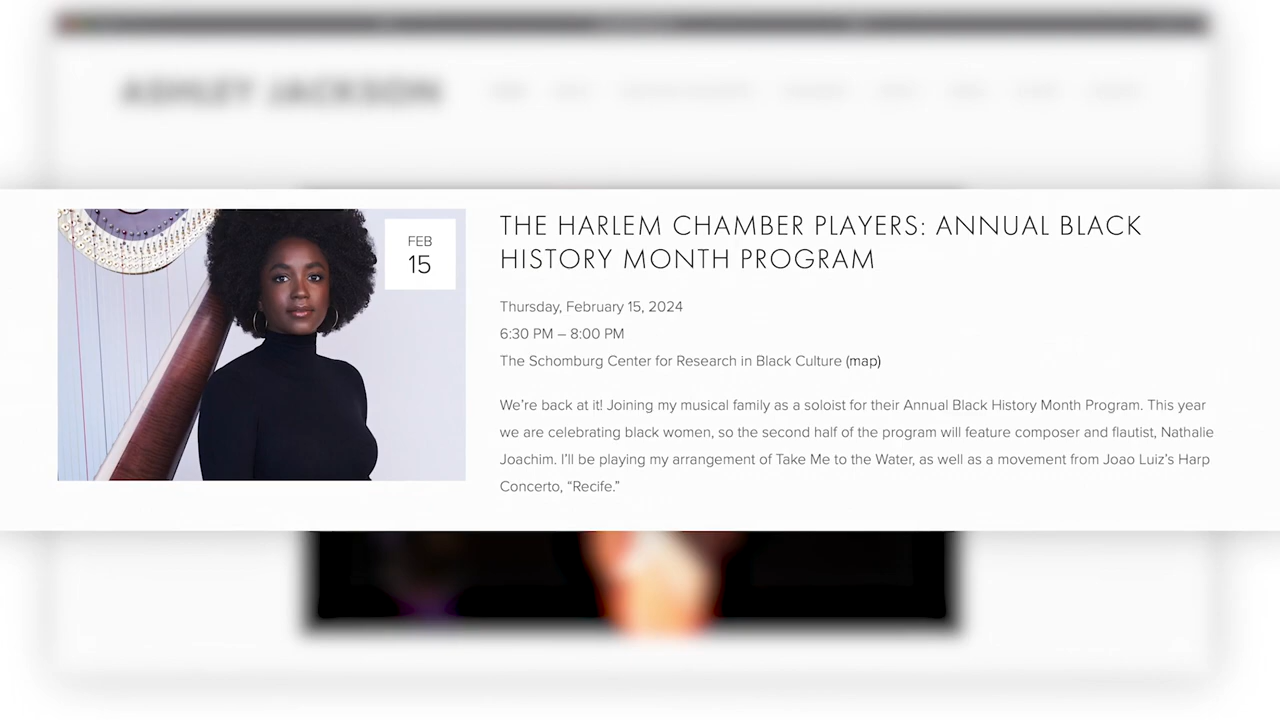 ASHLEY JACKSON
FEB
15
THE HARLEM CHAMBER PLAYERS: ANNUAL BLACK
HISTORY MONTH PROGRAM
Thursday, February 15, 2024
6:30 PM – 8:00 PM
The Schomburg Center for Research in Black Culture (map)
We’re back at it! Joining my musical family as a soloist for their Annual Black History Month Program. This year
we are celebrating black women, so the second half of the program will feature composer and flautist, Nathalie
Joachim. I’ll be playing my arrangement of Take Me to the Water, as well as a movement from Joao Luiz’s Harp
Concerto, “Recife.”